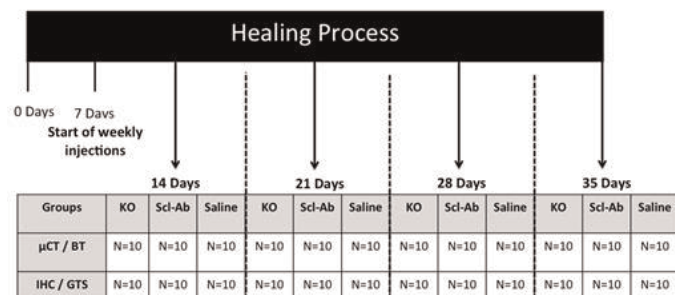 Healing Process
0 Days
7 Davs
Start of weekly
injections
14 Days 21 Days 28 Days 35 Days
Groups KO Scl-Ab Saline KO Scl-Ab Saline KO Scl-Ab Saline KO Scl-Ab Saline
μCT / BT N=10 N=10 N=10 N=10 N=10 N=10 N=10 N=10 N=10 N=10 N=10 N=10
IHC / GTS N=10 N=10 N=10 N=10 N=10 N=10 N=10 N=10 N=10 N=10 N=10 N=10